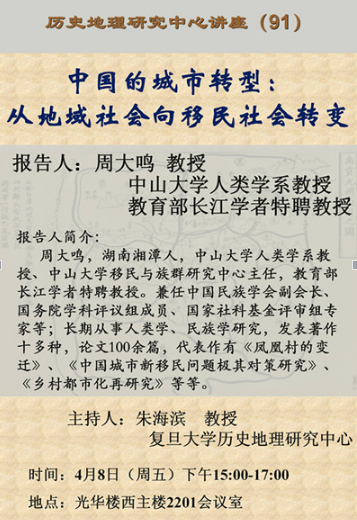 历史地理研究中心讲座（91）
中国的城市转型：
从地域社会向移民社会转变
报告人：周大鸣 教授
中山大学人类学系教授
教育部长江学者特聘教授
报告人简介：
周大鸣，湖南湘潭人，中山大学人类学系教
授、中山大学移民与族群研究中心主任，教育部
长江学者特聘教授。兼任中国民族学会副会长、
国务院学科评议组成员、国家社科基金评审组专
家等；长期从事人类学、民族学研究，发表著作
十多种，论文100余篇，代表作有《凤凰村的变
迁》、《中国城市新移民问题极其对策研究》、
《乡村都市化再研究》等等。
主持人：朱海滨 教授
复旦大学历史地理研究中心
时间：4月8日（周五）下午15:00-17:00
地点：光华楼西主楼2201会议室